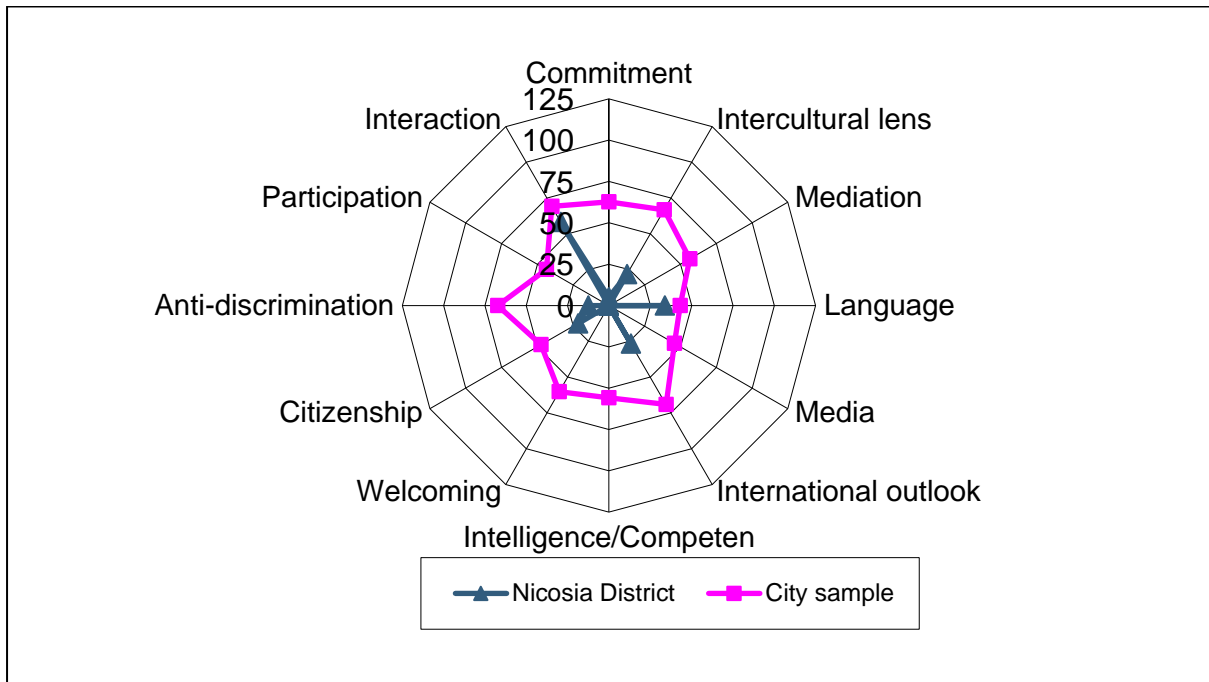 Commitment
125
100
75
50
25
0
Intercultural lens
Mediation
Language
Media
International outlook
Intelligence/Competen
Welcoming
Citizenship
Anti-discrimination
Participation
Interaction
Nicosia District
City sample